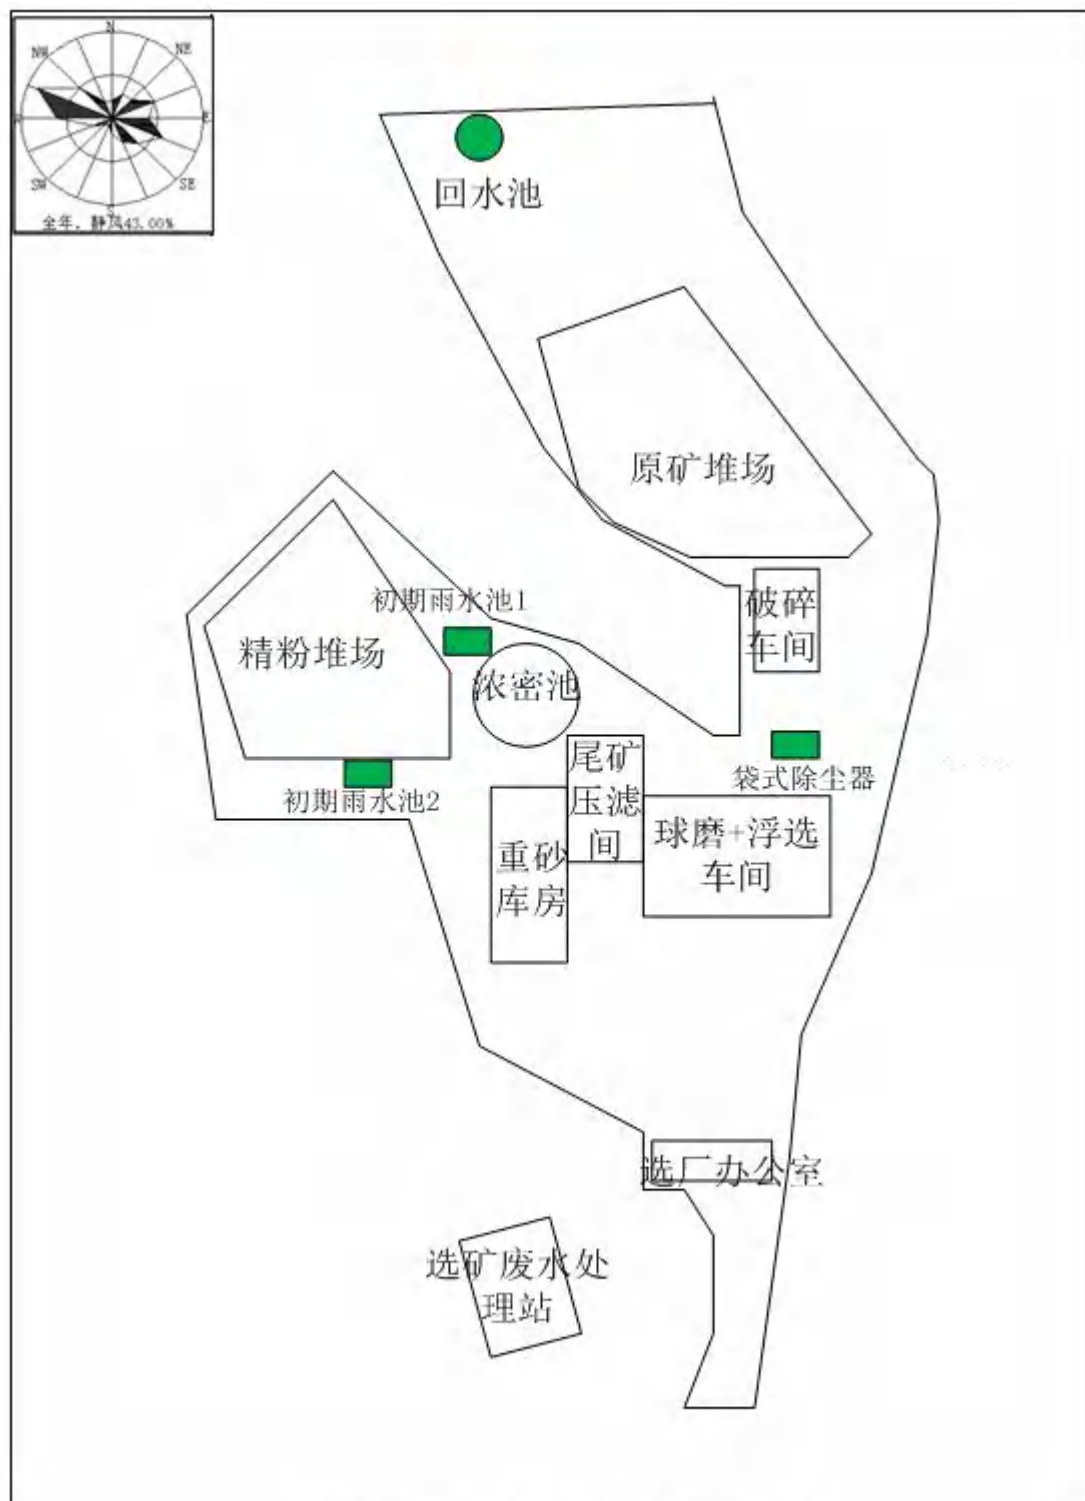 N
NW
NE
E
SW
SE
S
全年, 静风43.00%
回水池
原矿堆场
初期雨水池1
破碎
车间
精粉堆场
浓密池
尾矿
压滤
间
袋式除尘器
初期雨水池2
球磨+浮选
车间
重砂
库房
选厂办公室
选矿废水处
理站